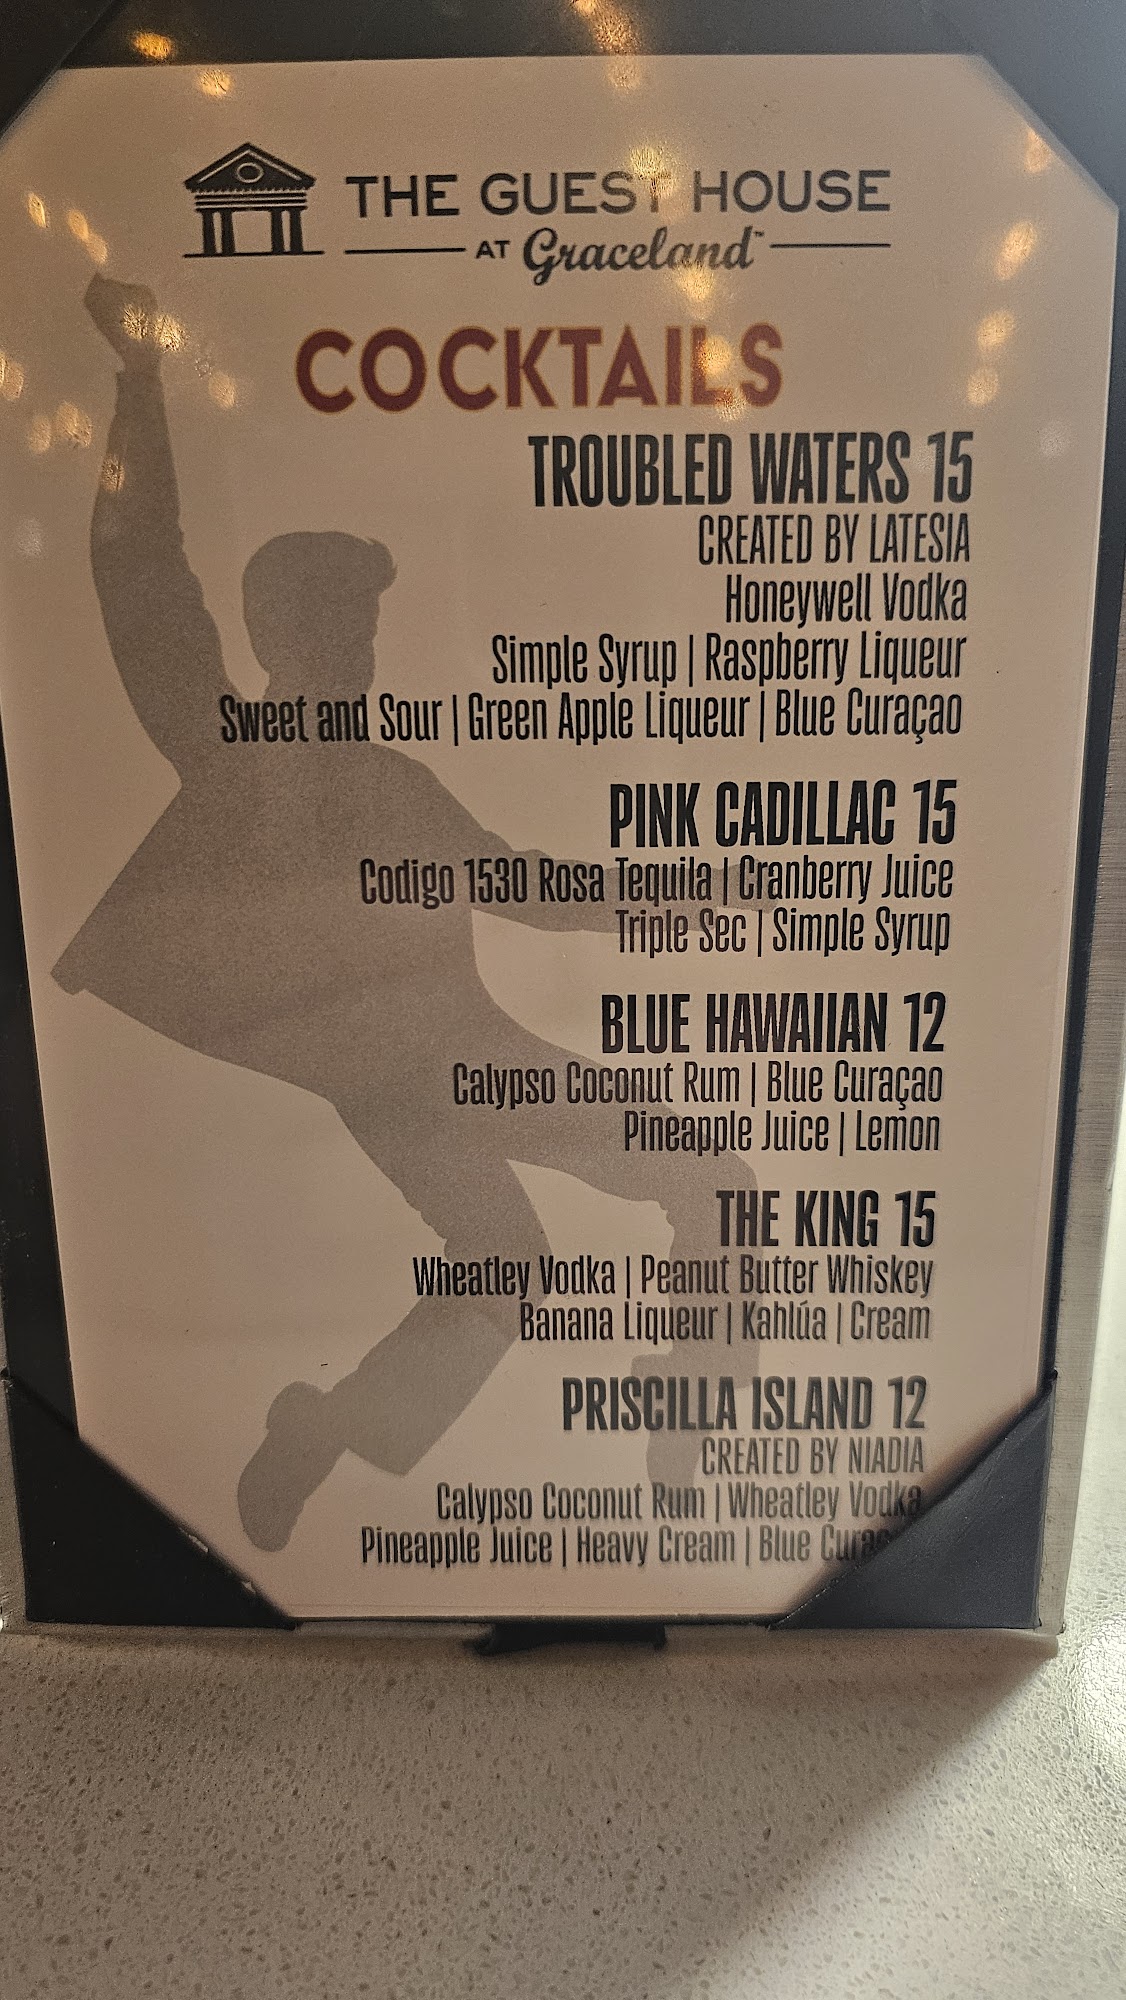 THE GUEST HOUSE
AT Graceland™
COCKTAILS
TROUBLED WATERS 15
CREATED BY LATESIA
Honeywell Vodka
Simple Syrup | Raspberry Liqueur
Sweet and Sour | Green Apple Liqueur | Blue Curaçao
PINK CADILLAC 15
Codigo 1530 Rosa Tequila | Cranberry Juice
Triple Sec | Simple Syrup
BLUE HAWAIIAN 12
Calypso Coconut Rum | Blue Curaçao
Pineapple Juice | Lemon
THE KING 15
Wheatley Vodka | Peanut Butter Whiskey
Banana Liqueur | Kahlúa | Cream
PRISCILLA ISLAND 12
CREATED BY NIADIA
Calypso Coconut Rum | Wheatley Vodka
Pineapple Juice | Heavy Cream | Blue